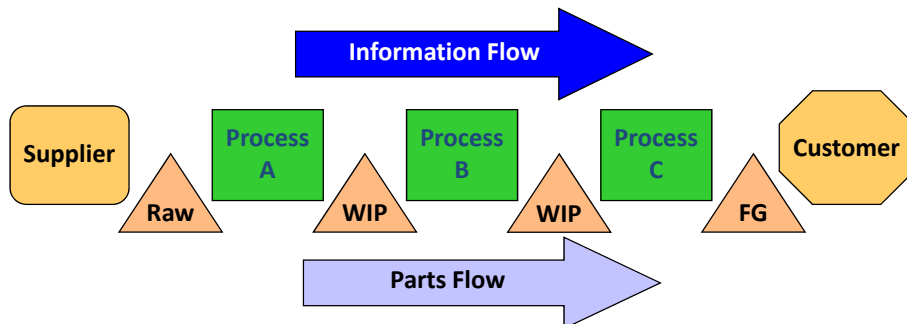 Information Flow
Supplier
Process
A
Process
B
Process
C
Customer
Raw
WIP
WIP
FG
Parts Flow